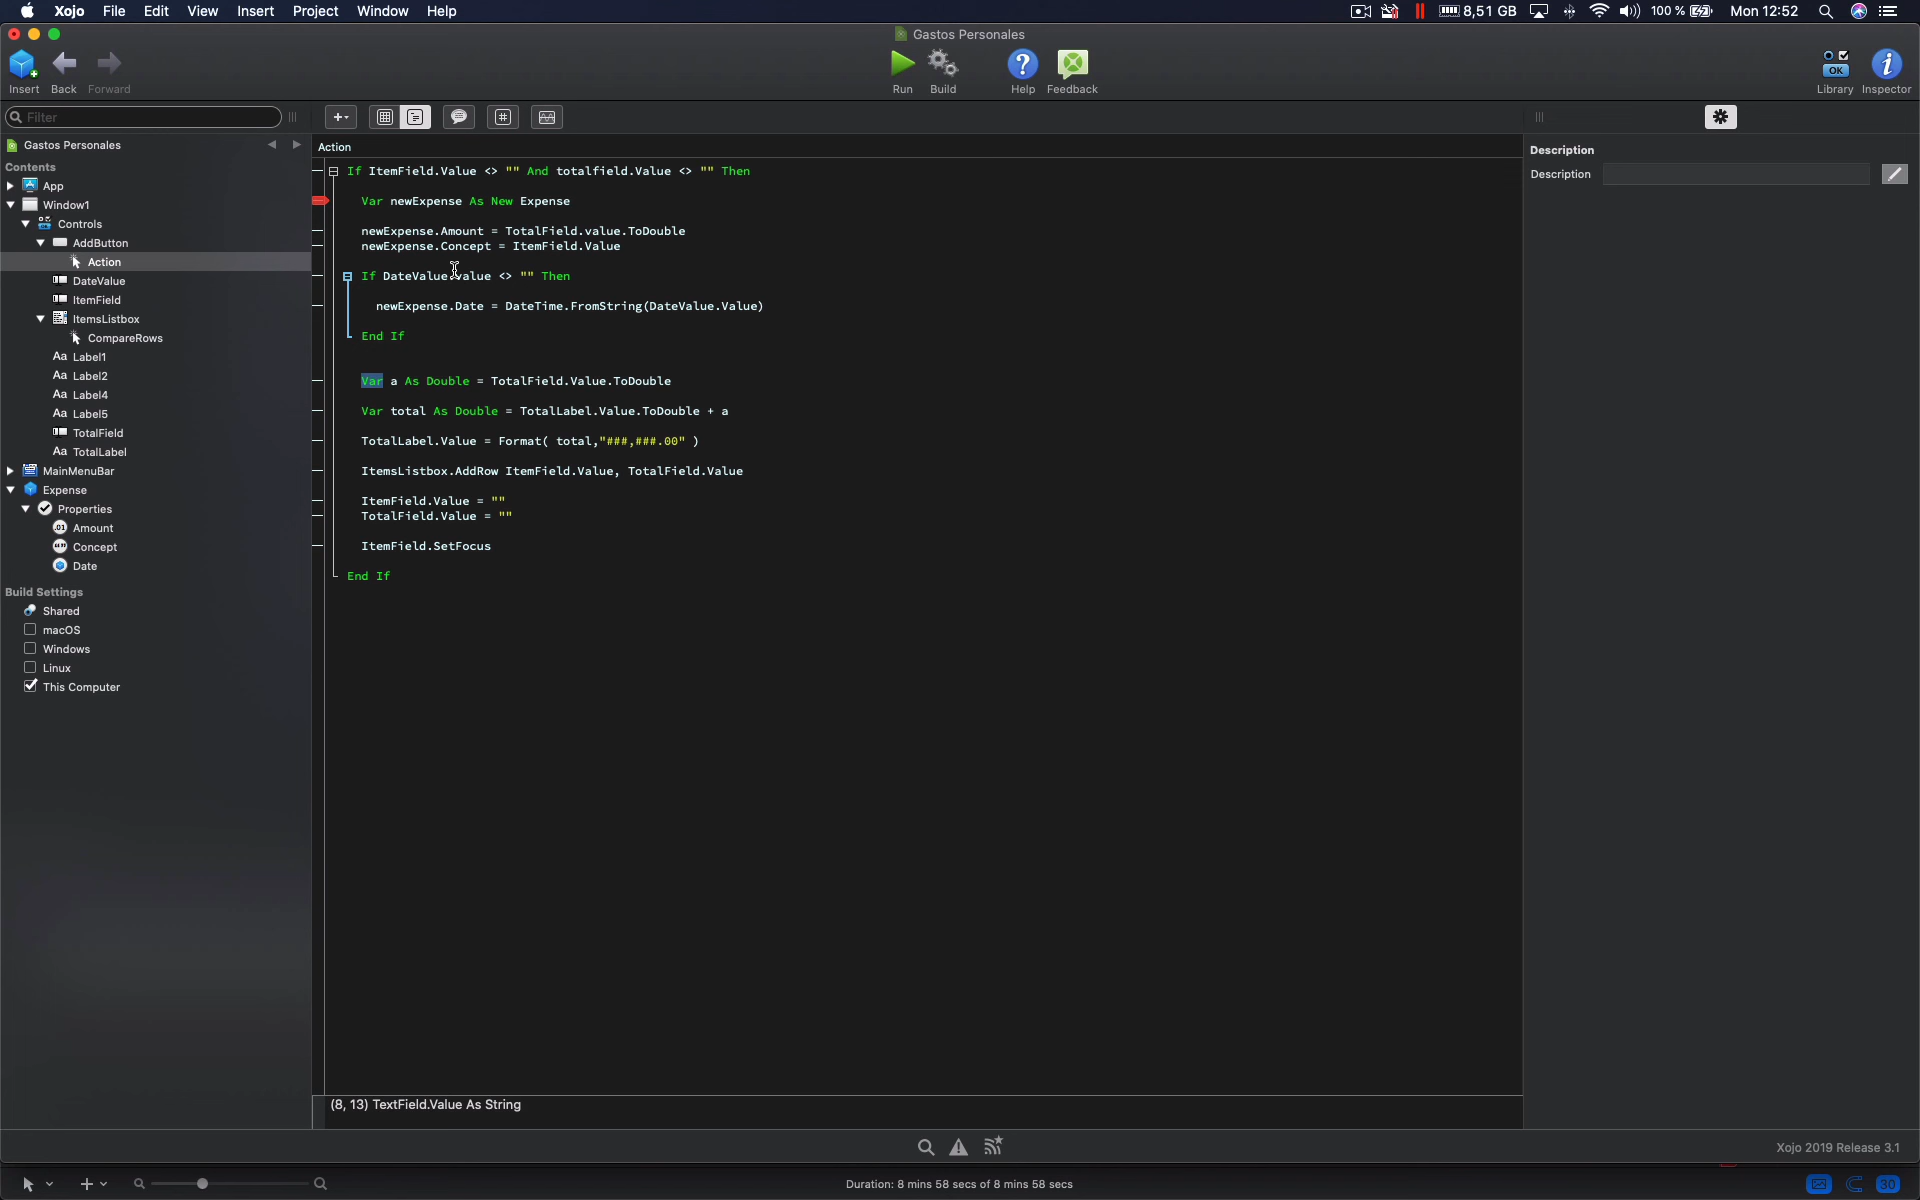 Xojo File Edit View Insert Project Window Help 8,51 GB 100 % Mon 12:52
Gastos Personales
Insert Back Forward Run Build Help Feedback Library Inspector
Filter
Gastos Personales
Contents
App
Window1
Controls
AddButton
Action
DateValue
ItemField
ItemsListbox
CompareRows
Aa Label1
Aa Label2
Aa Label4
Aa Label5
TotalField
Aa TotalLabel
MainMenuBar
Expense
Properties
Amount
Concept
Date
Build Settings
Shared
macOS
Windows
Linux
This Computer
Action
If ItemField.Value <> "" And totalfield.Value <> "" Then
Var newExpense As New Expense
newExpense.Amount = TotalField.value.ToDouble
newExpense.Concept = ItemField.Value
If DateValue.value <> "" Then
newExpense.Date = DateTime.FromString(DateValue.Value)
End If
Var a As Double = TotalField.Value.ToDouble
Var total As Double = TotalLabel.Value.ToDouble + a
TotalLabel.Value = Format( total,"###,###.00" )
ItemsListbox.AddRow ItemField.Value, TotalField.Value
ItemField.Value = ""
TotalField.Value = ""
ItemField.SetFocus
End If
(8, 13) TextField.Value As String
Description
Description
Xojo 2019 Release 3.1
Duration: 8 mins 58 secs of 8 mins 58 secs
30